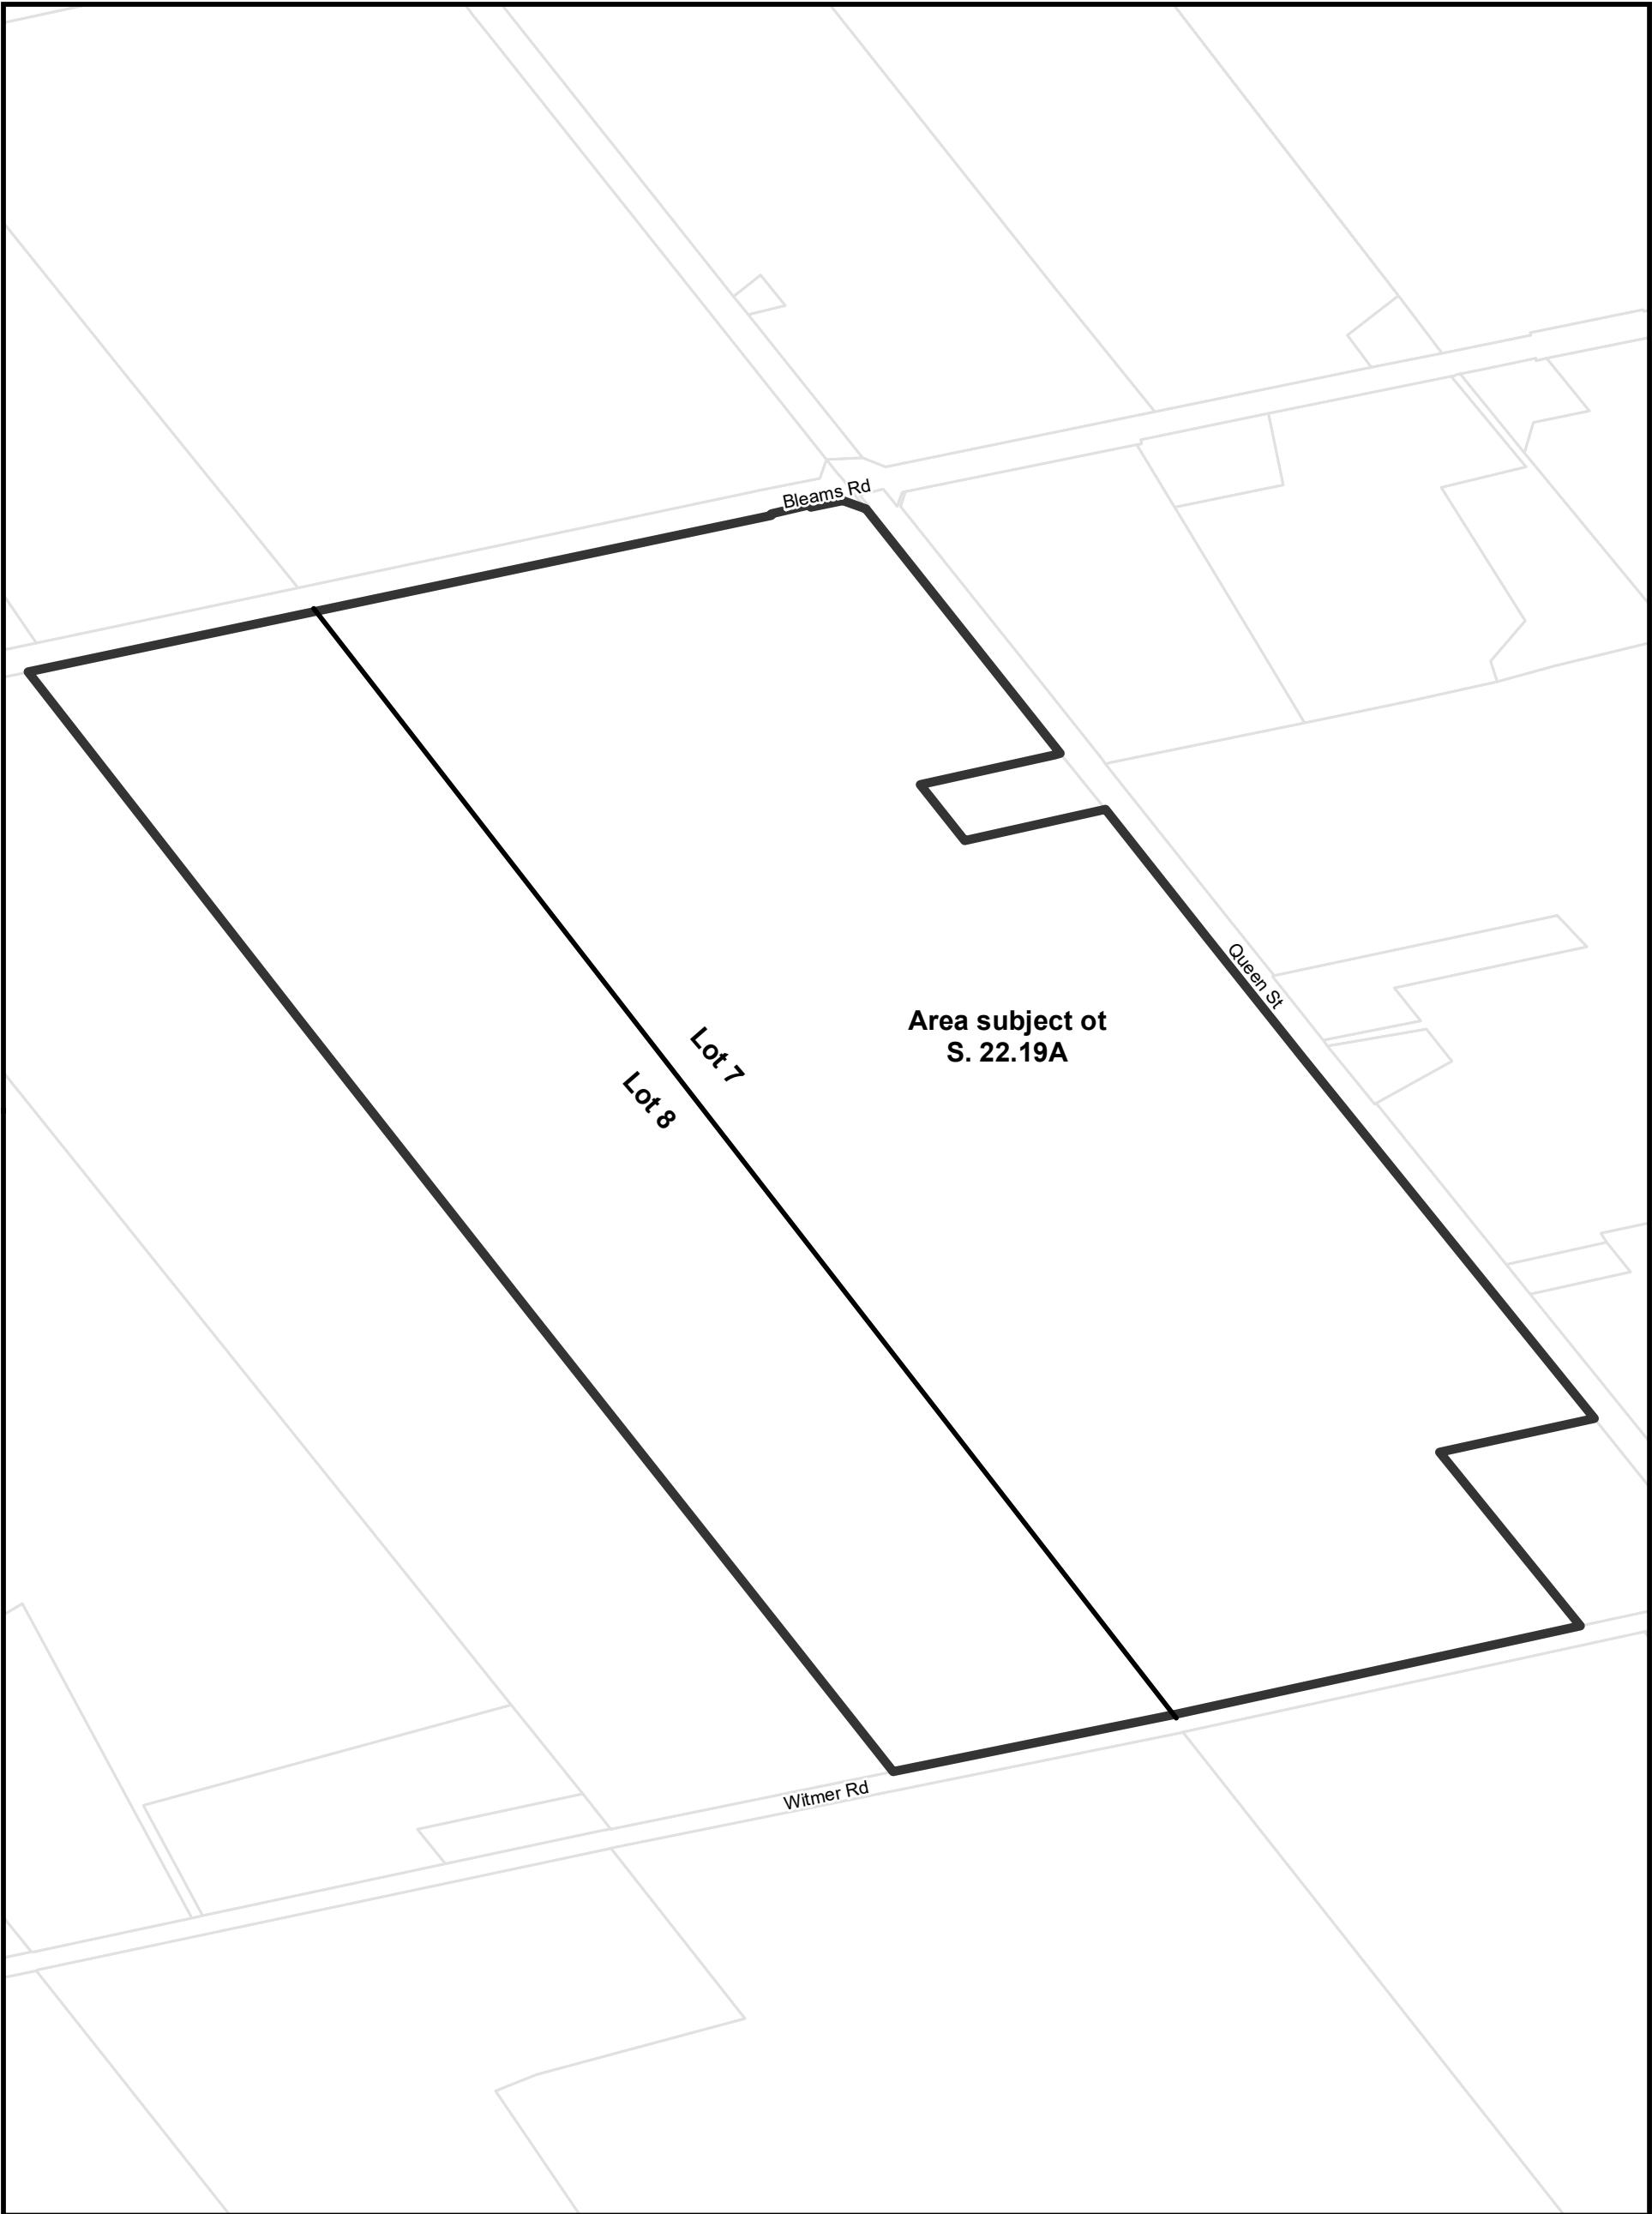 Bleams Rd
Queen St
Area subject ot
S. 22.19A
Lot 7
Lot 8
Witmer Rd